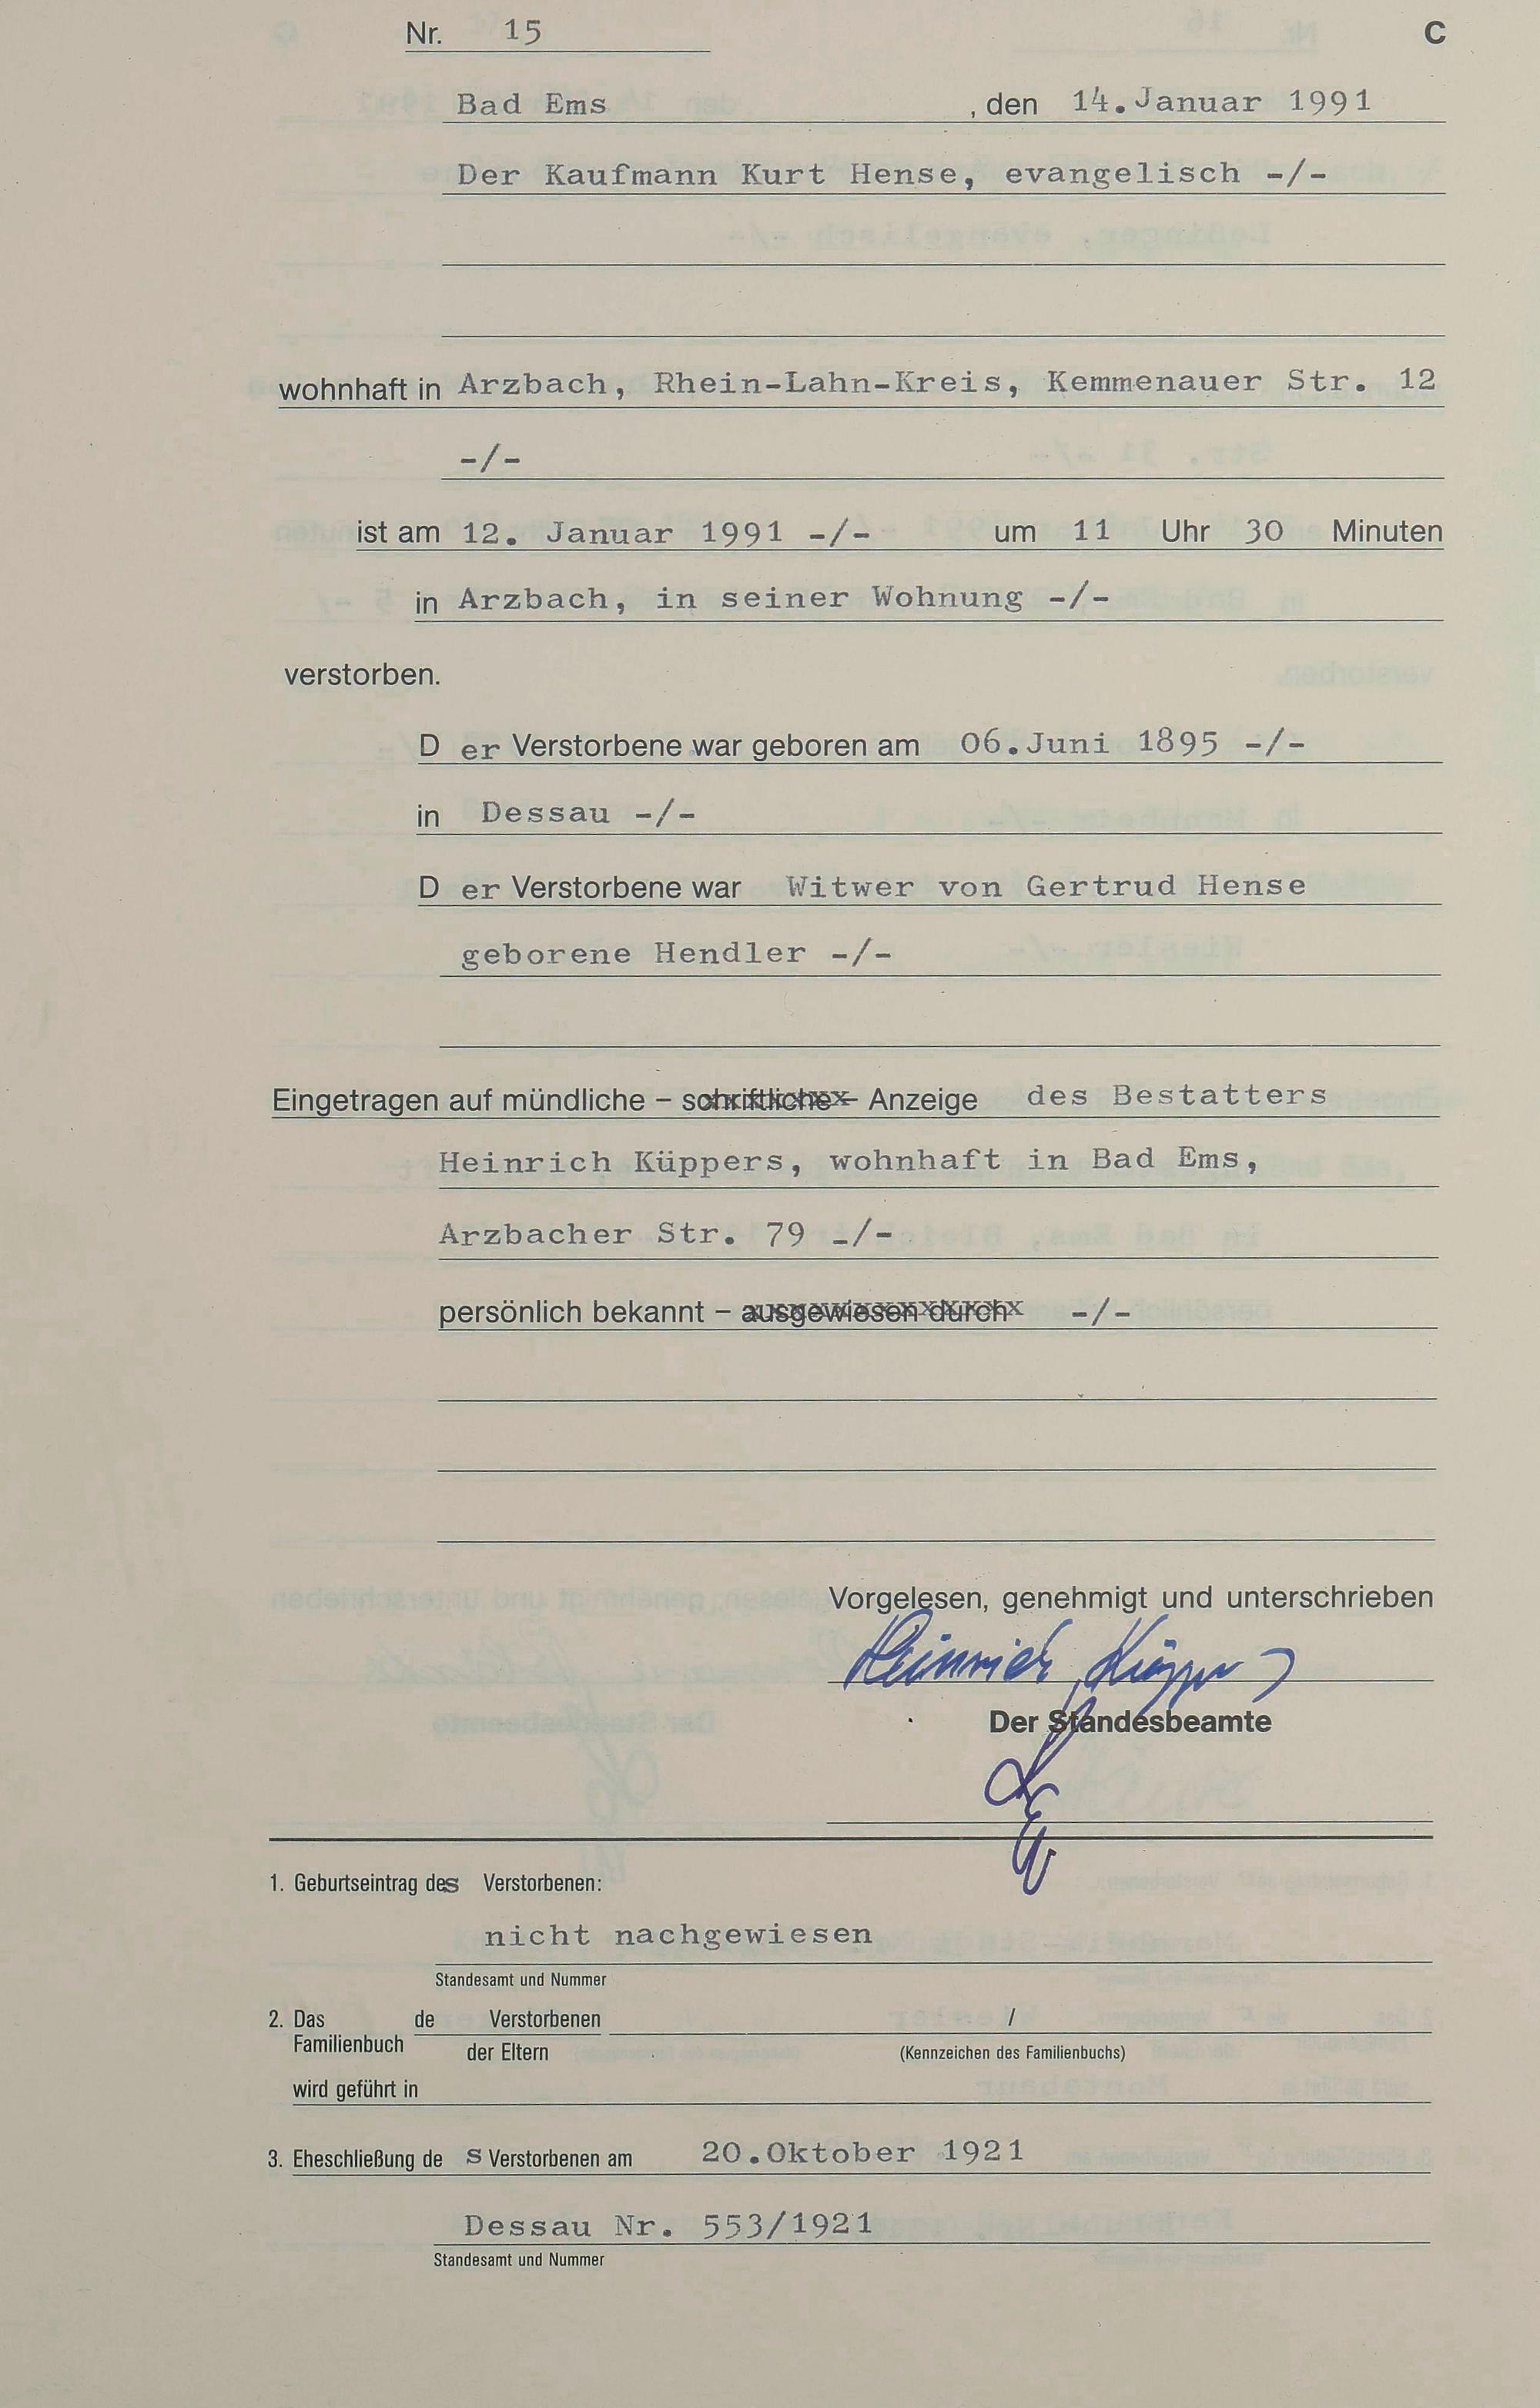 Nr. 15 C
Bad Ems , den 14.Januar 1991
Der Kaufmann Kurt Hense, evangelisch -/-
wohnhaft in Arzbach, Rhein-Lahn-Kreis, Kemmenauer Str. 12
-/-
ist am 12. Januar 1991 -/- um 11 Uhr 30 Minuten
in Arzbach, in seiner Wohnung -/-
verstorben.
D er Verstorbene war geboren am 06.Juni 1895 -/-
in Dessau -/-
D er Verstorbene war Witwer von Gertrud Hense
geborene Hendler -/-
Eingetragen auf mündliche – schriftliche – Anzeige des Bestatters
Heinrich Küppers, wohnhaft in Bad Ems,
Arzbacher Str. 79 -/-
persönlich bekannt – ausgewiesen durch -/-
Vorgelesen, genehmigt und unterschrieben
Heinrich Küppers
Der Standesbeamte
1. Geburtseintrag des Verstorbenen:
nicht nachgewiesen
Standesamt und Nummer
2. Das de Verstorbenen /
Familienbuch der Eltern (Kennzeichen des Familienbuchs)
wird geführt in
3. Eheschließung de s Verstorbenen am 20.Oktober 1921
Dessau Nr. 553/1921
Standesamt und Nummer